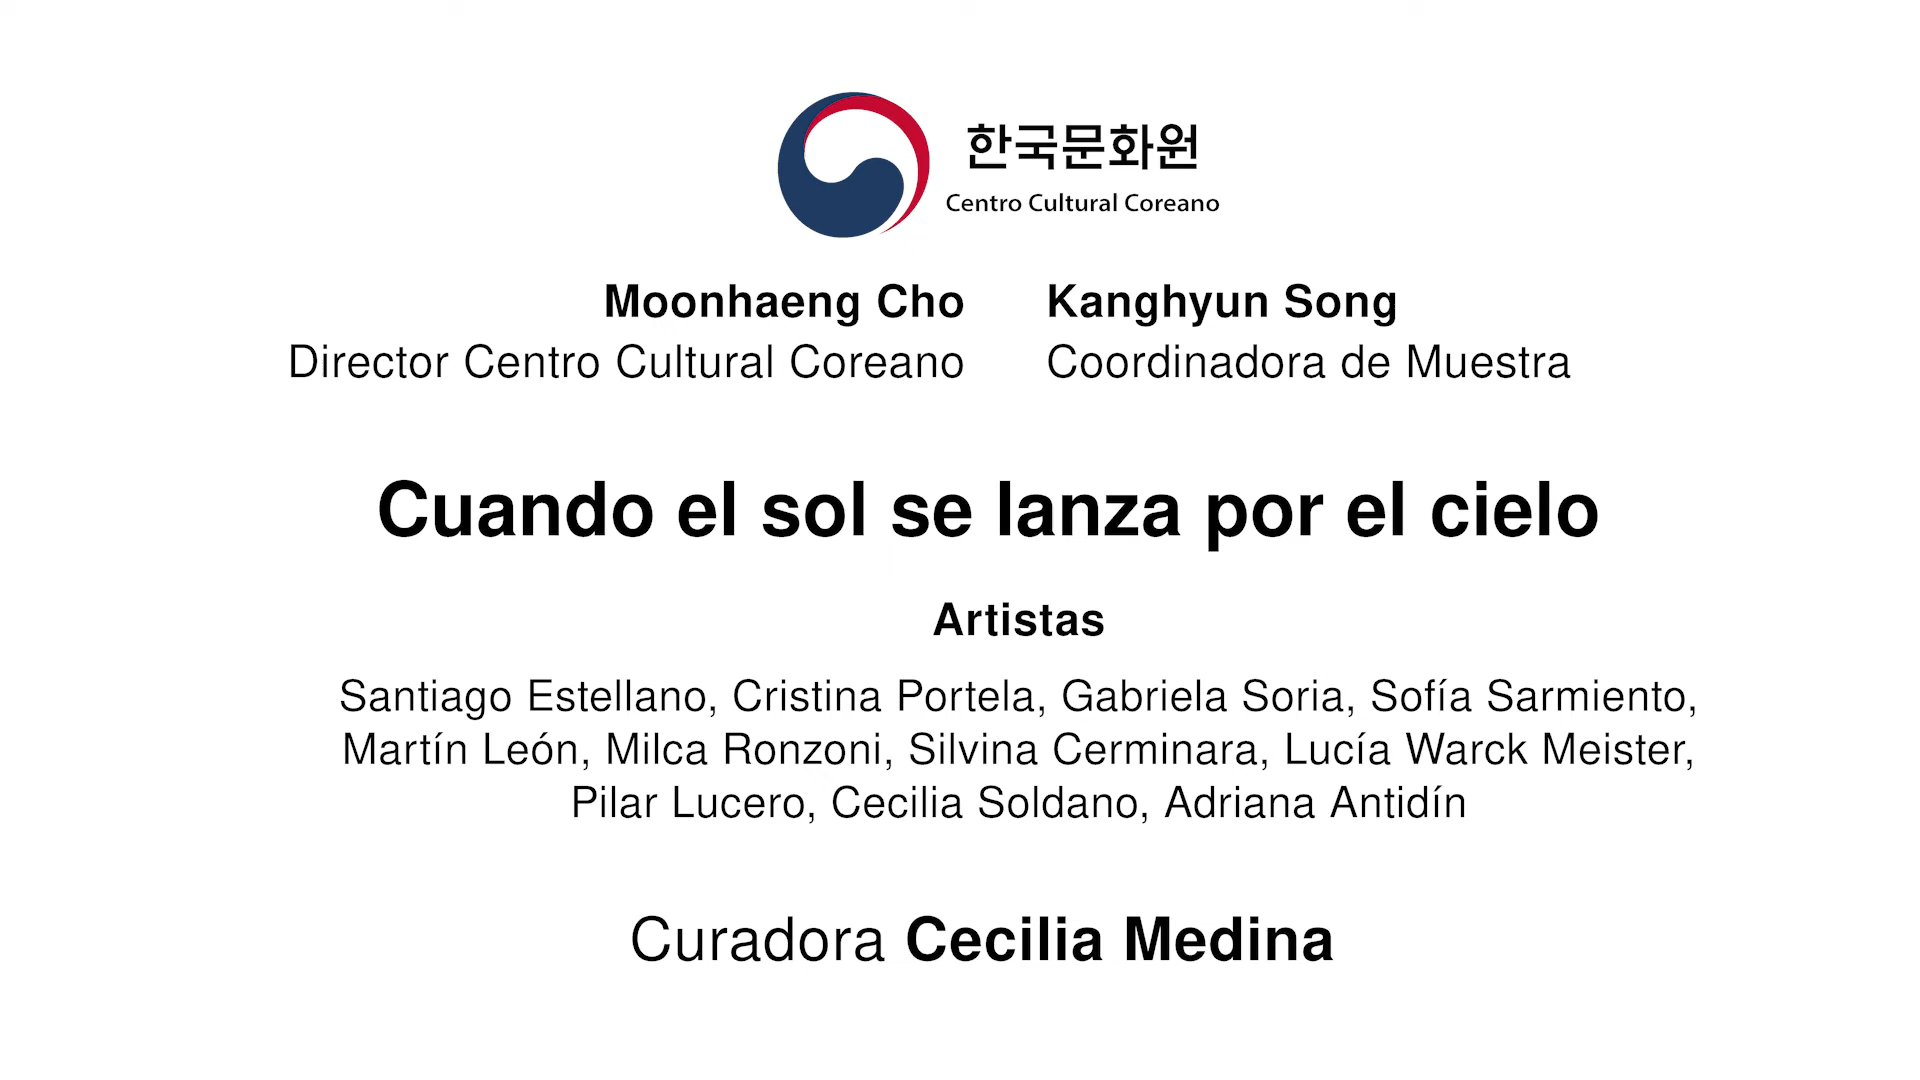 한국문화원
Centro Cultural Coreano
Moonhaeng Cho
Director Centro Cultural Coreano
Kanghyun Song
Coordinadora de Muestra
Cuando el sol se lanza por el cielo
Artistas
Santiago Estellano, Cristina Portela, Gabriela Soria, Sofía Sarmiento,
Martín León, Milca Ronzoni, Silvina Cerminara, Lucía Warck Meister,
Pilar Lucero, Cecilia Soldano, Adriana Antidín
Curadora Cecilia Medina